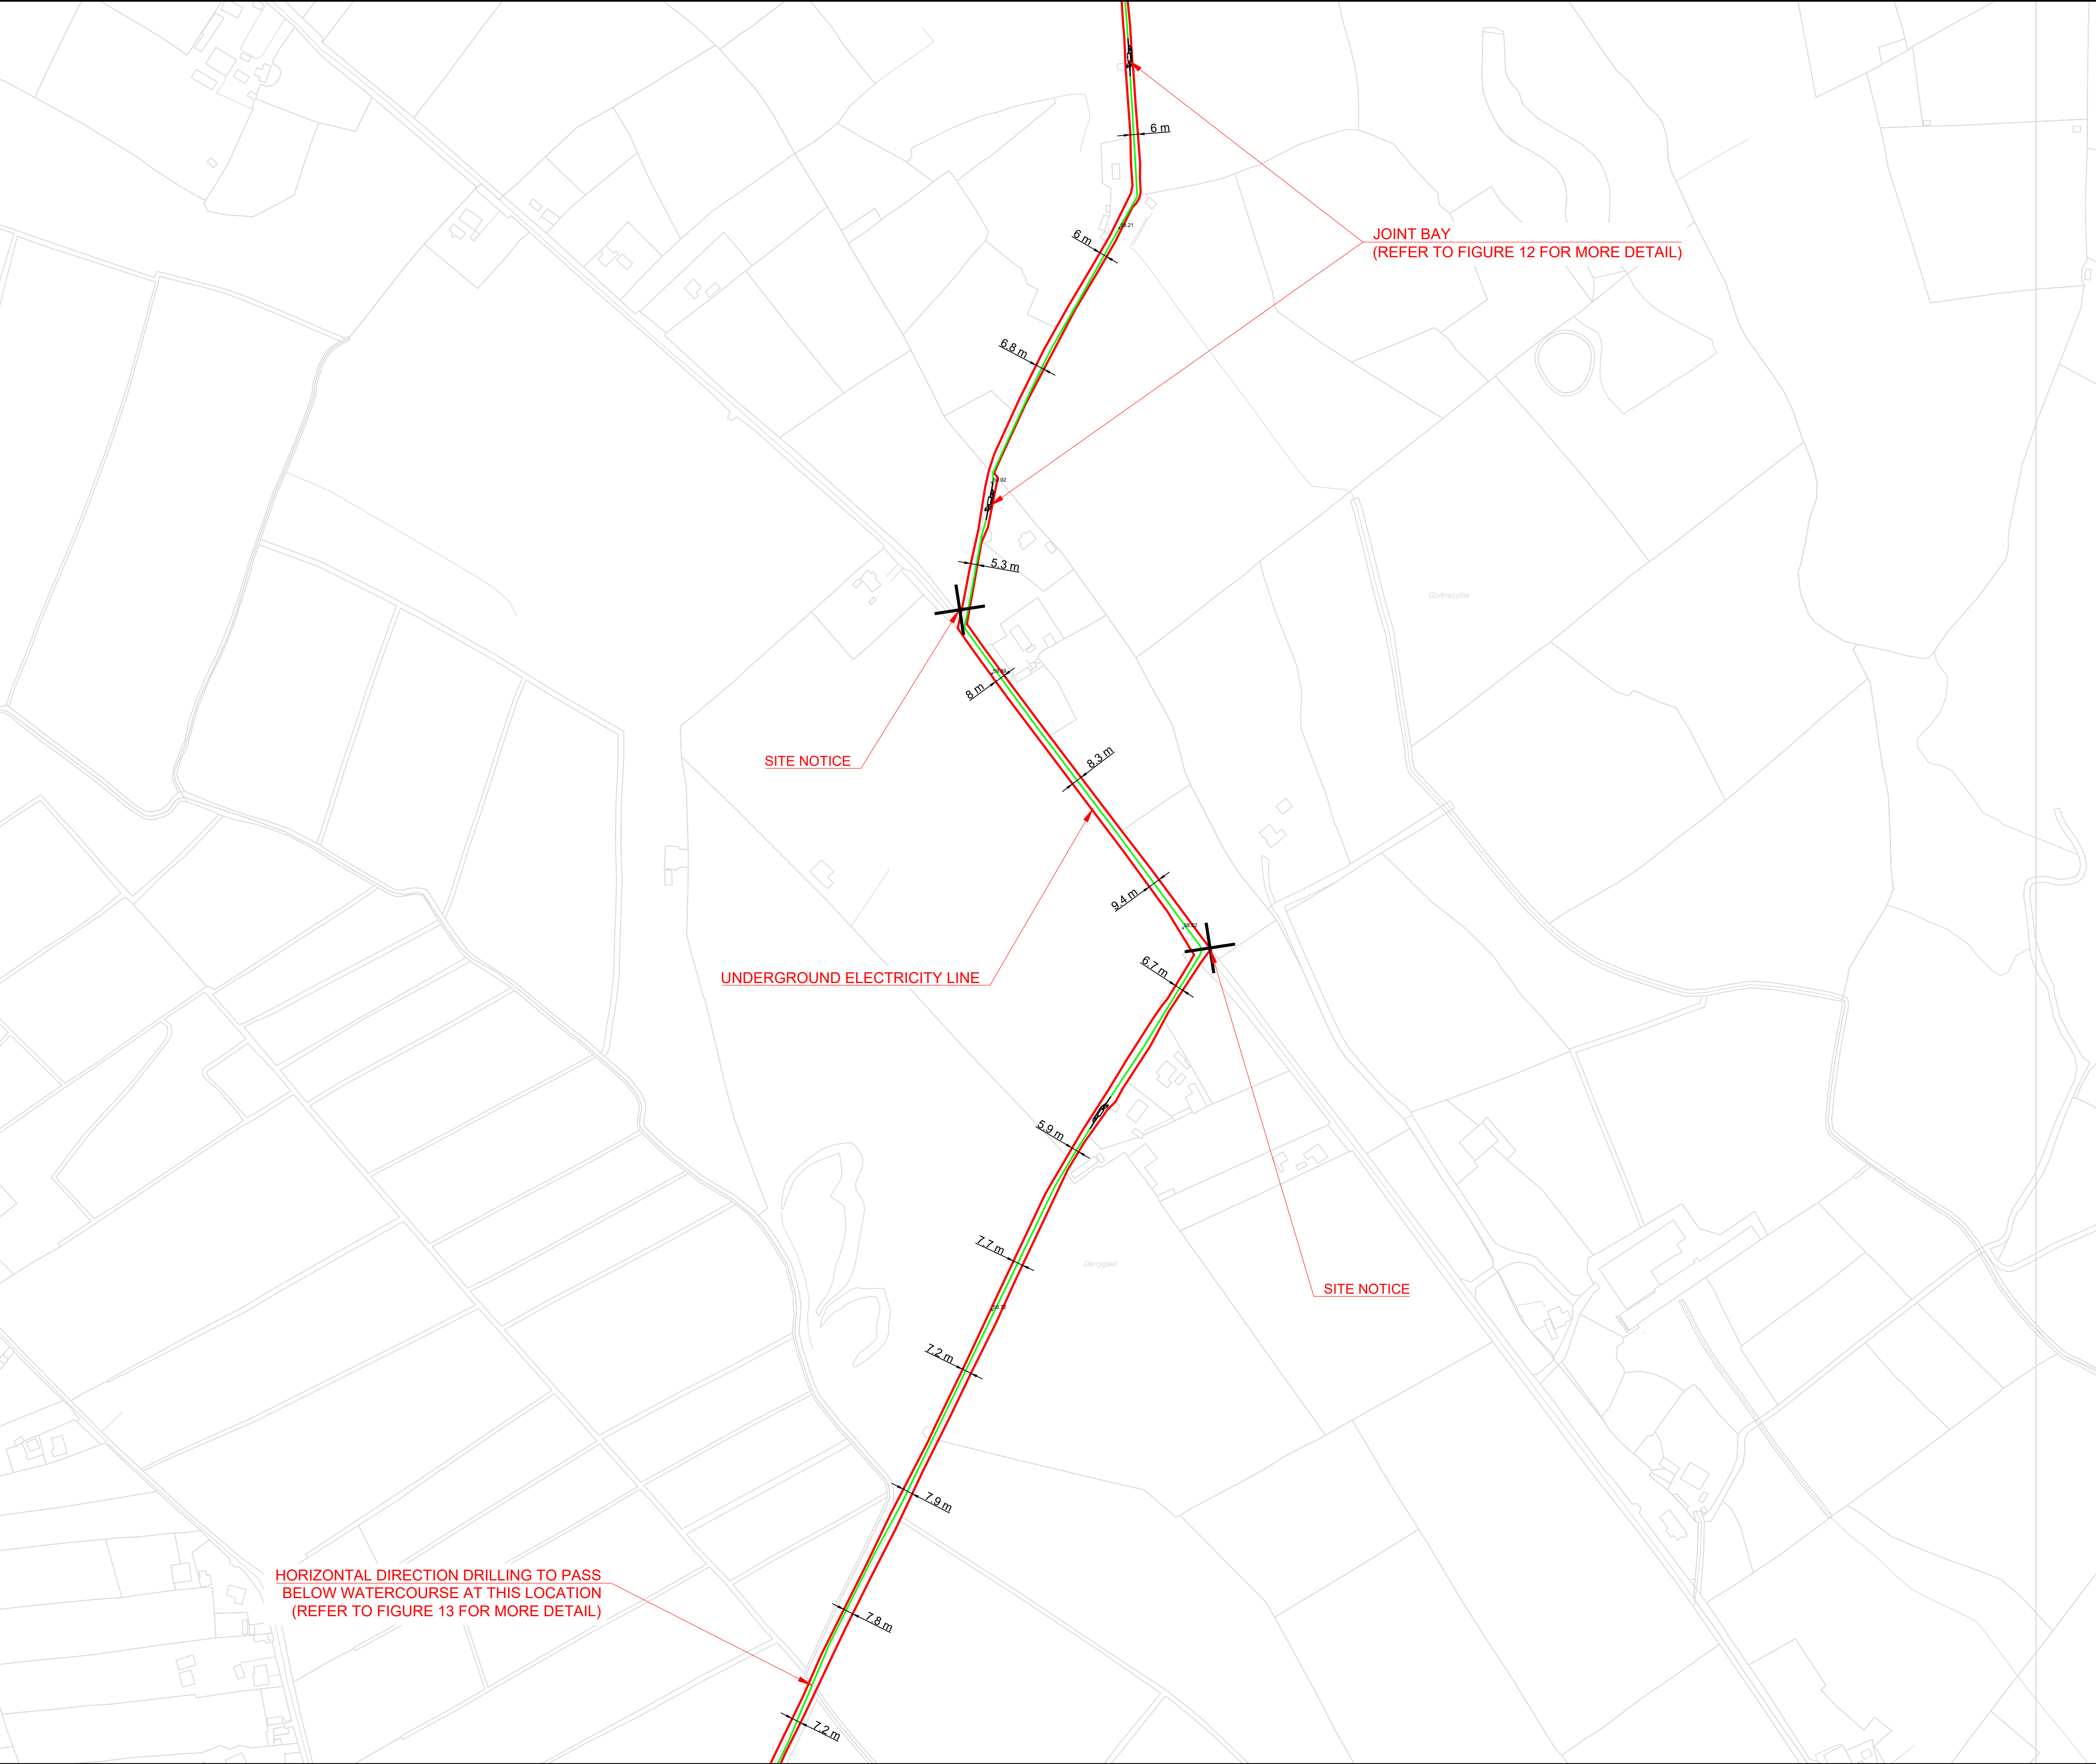 6 m
JOINT BAY
(REFER TO FIGURE 12 FOR MORE DETAIL)
6 m
6.8 m
5.3 m
Gortnasythe
8 m
SITE NOTICE
8.3 m
9.4 m
UNDERGROUND ELECTRICITY LINE
6.7 m
5.9 m
7.7 m
Derryglad
SITE NOTICE
7.2 m
7.9 m
HORIZONTAL DIRECTION DRILLING TO PASS
BELOW WATERCOURSE AT THIS LOCATION
(REFER TO FIGURE 13 FOR MORE DETAIL)
7.8 m
7.2 m